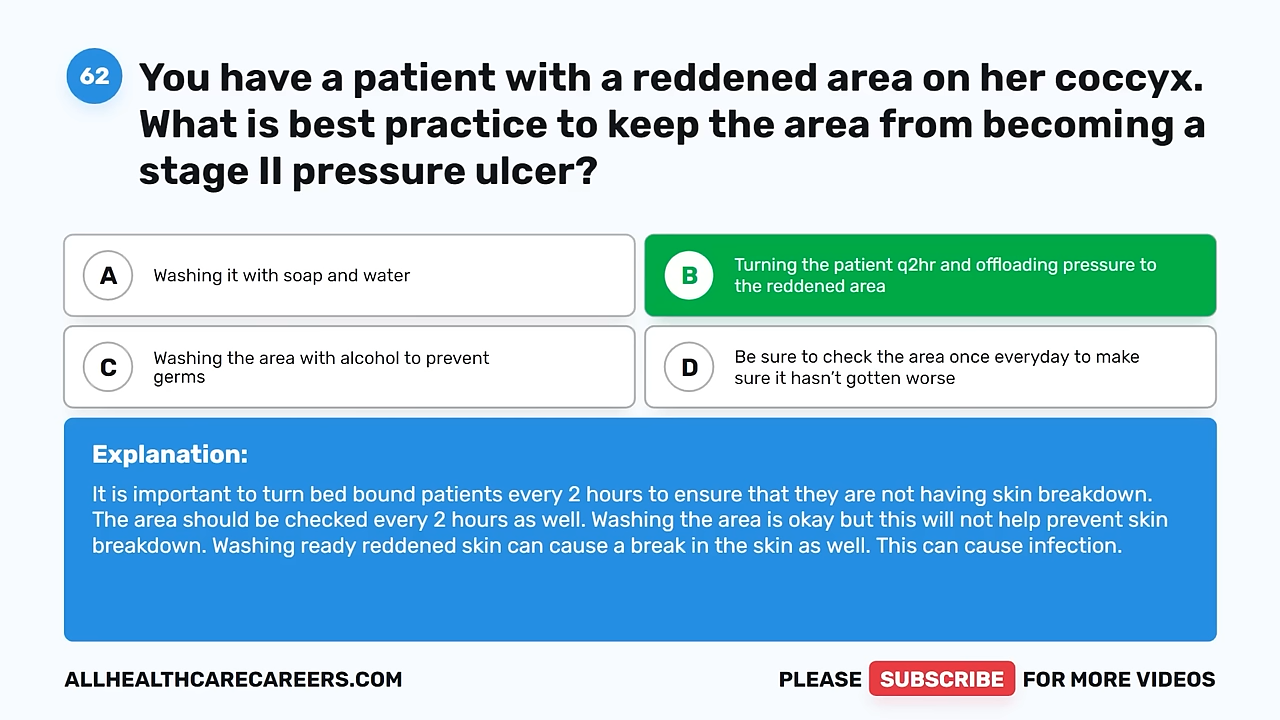 62
You have a patient with a reddened area on her coccyx.
What is best practice to keep the area from becoming a
stage II pressure ulcer?
A
Washing it with soap and water
B
Turning the patient q2hr and offloading pressure to
the reddened area
C
Washing the area with alcohol to prevent
germs
D
Be sure to check the area once everyday to make
sure it hasn't gotten worse
Explanation:
It is important to turn bed bound patients every 2 hours to ensure that they are not having skin breakdown.
The area should be checked every 2 hours as well. Washing the area is okay but this will not help prevent skin
breakdown. Washing ready reddened skin can cause a break in the skin as well. This can cause infection.
ALLHEALTHCARECAREERS.COM
PLEASE SUBSCRIBE FOR MORE VIDEOS